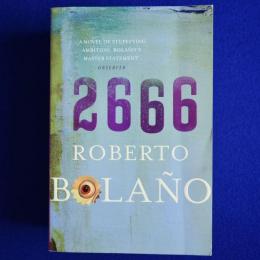 A NOVEL OF STUPEFYING
AMBITION. BOLAÑO'S
MASTER STATEMENT
OBSERVER
2666
ROBERTO
BOLAÑO